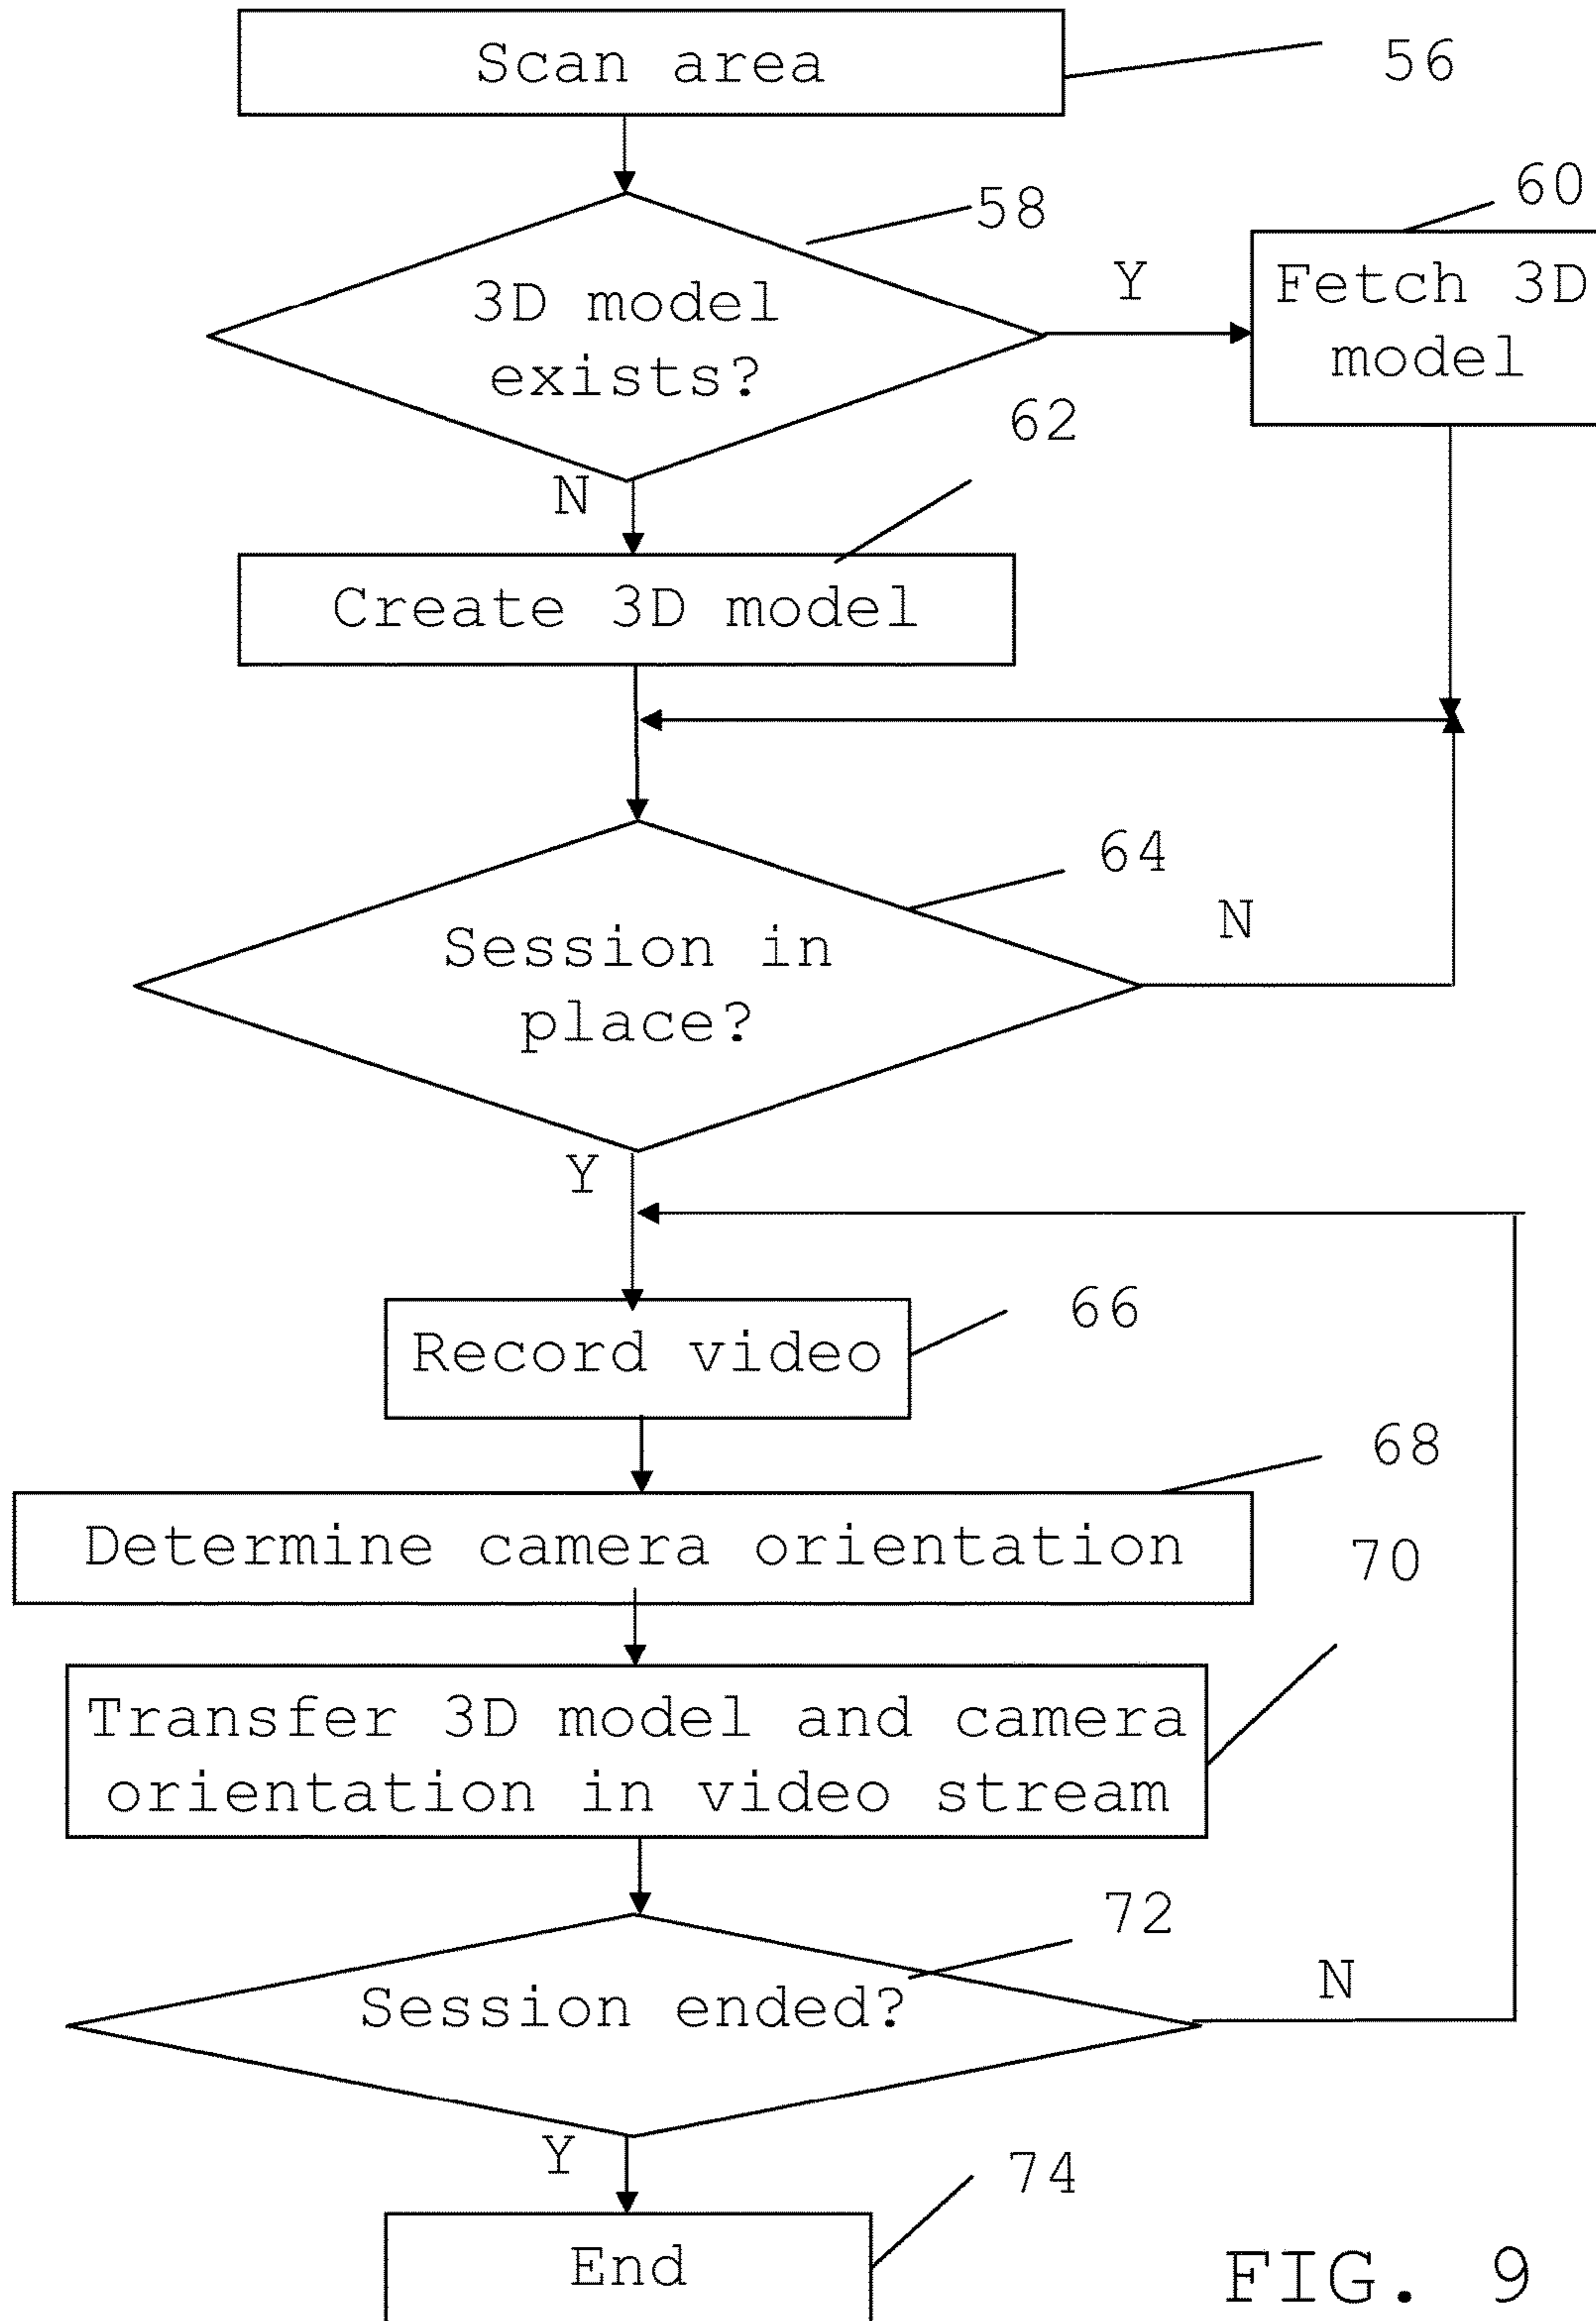 Scan area
56
58
60
3D model
exists?
Y
Fetch 3D
model
62
N
Create 3D model
64
Session in
place?
N
Y
Record video
66
68
Determine camera orientation
70
Transfer 3D model and camera
orientation in video stream
72
Session ended?
N
Y
74
End
FIG. 9